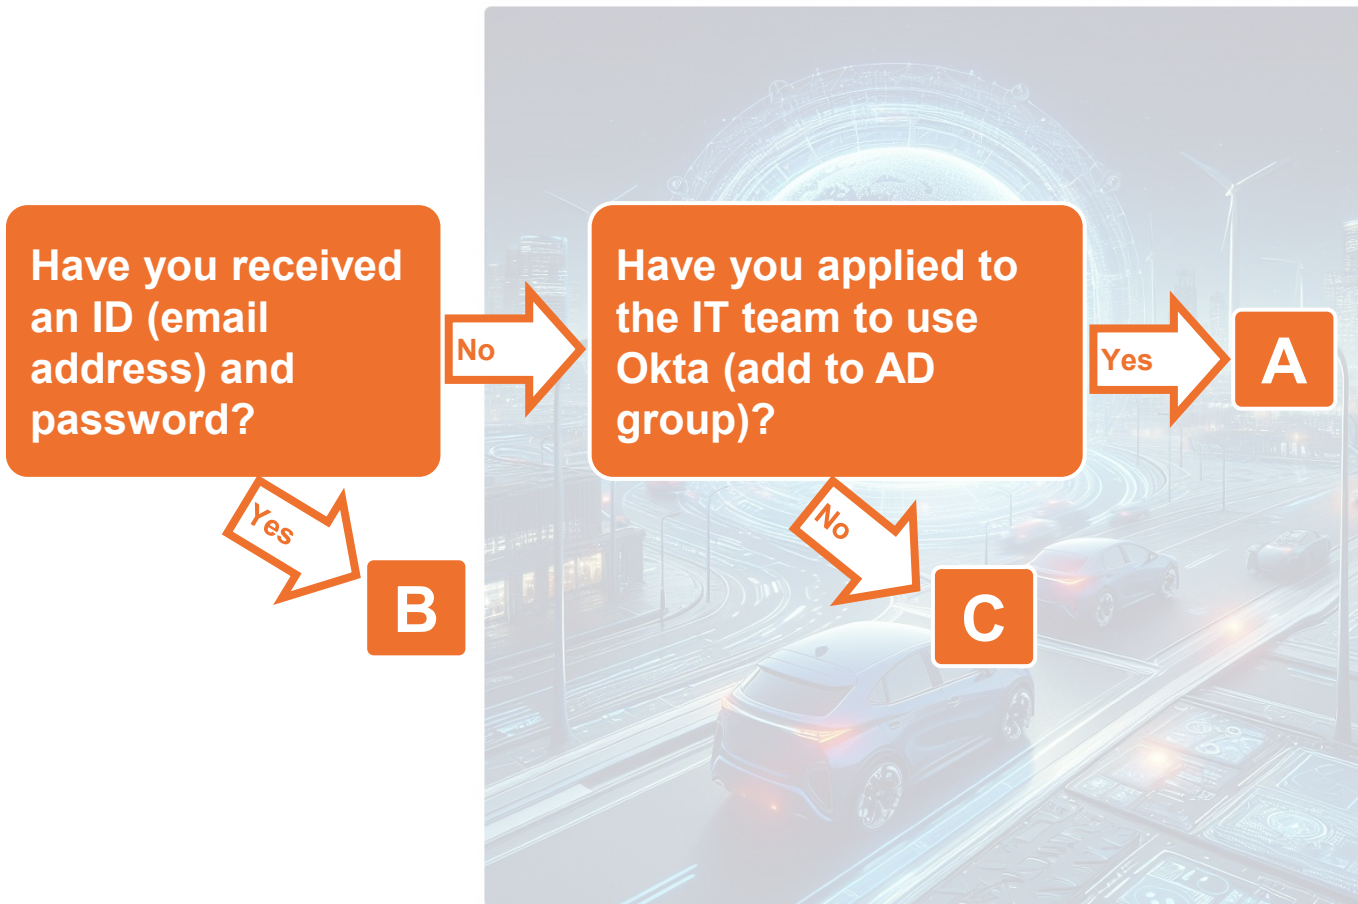 Have you received
an ID (email
address) and
password?
No
Have you applied to
the IT team to use
Okta (add to AD
group)?
Yes
A
Yes
B
No
C